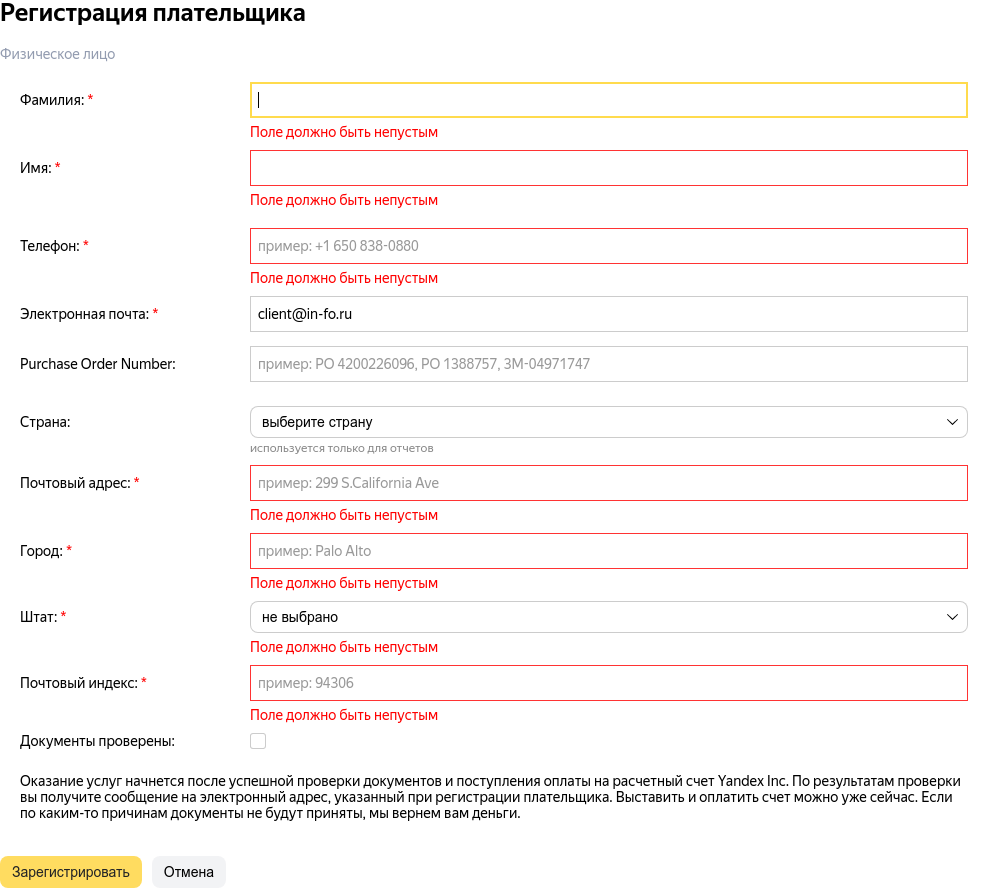 Регистрация плательщика
Физическое лицо
Фамилия: *
Поле должно быть непустым
Имя: *
Поле должно быть непустым
Телефон: * пример: +1 650 838-0880
Поле должно быть непустым
Электронная почта: * client@in-fo.ru
Purchase Order Number: пример: PO 4200226096, PO 1388757, 3M-04971747
Страна: выберите страну
используется только для отчетов
Почтовый адрес: * пример: 299 S.California Ave
Поле должно быть непустым
Город: * пример: Palo Alto
Поле должно быть непустым
Штат: * не выбрано
Поле должно быть непустым
Почтовый индекс: * пример: 94306
Поле должно быть непустым
Документы проверены:
Оказание услуг начнется после успешной проверки документов и поступления оплаты на расчетный счет Yandex Inc. По результатам проверки
вы получите сообщение на электронный адрес, указанный при регистрации плательщика. Выставить и оплатить счет можно уже сейчас. Если
по каким-то причинам документы не будут приняты, мы вернем вам деньги.
Зарегистрировать Отмена